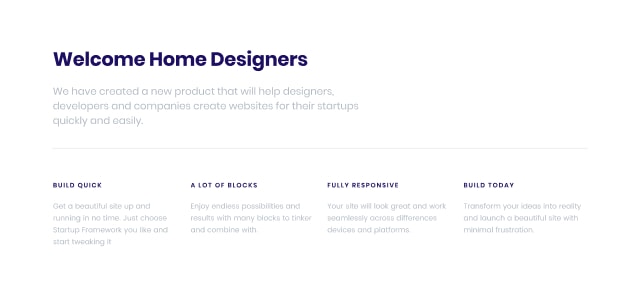 Welcome Home Designers
We have created a new product that will help designers,
developers and companies create websites for their startups
quickly and easily.
BUILD QUICK
Get a beautiful site up and
running in no time. Just choose
Startup Framework you like and
start tweaking it
A LOT OF BLOCKS
Enjoy endless possibilities and
results with many blocks to tinker
and combine with.
FULLY RESPONSIVE
Your site will look great and work
seamlessly across differences
devices and platforms.
BUILD TODAY
Transform your ideas into reality
and launch a beautiful site with
minimal frustration.